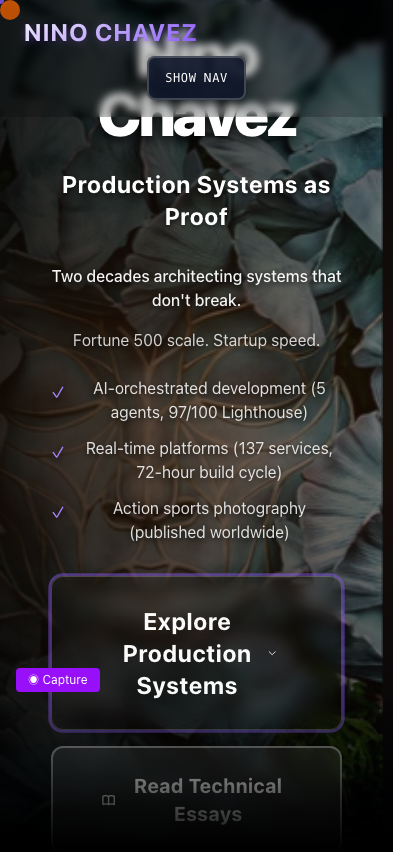 NINO CHAVEZ
Nino
SHOW NAV
Chavez
Production Systems as
Proof
Two decades architecting systems that
don't break.
Fortune 500 scale. Startup speed.
✓ AI-orchestrated development (5
agents, 97/100 Lighthouse)
✓ Real-time platforms (137 services,
72-hour build cycle)
✓ Action sports photography
(published worldwide)
Explore
Production
Systems
◉ Capture
Read Technical
Essays